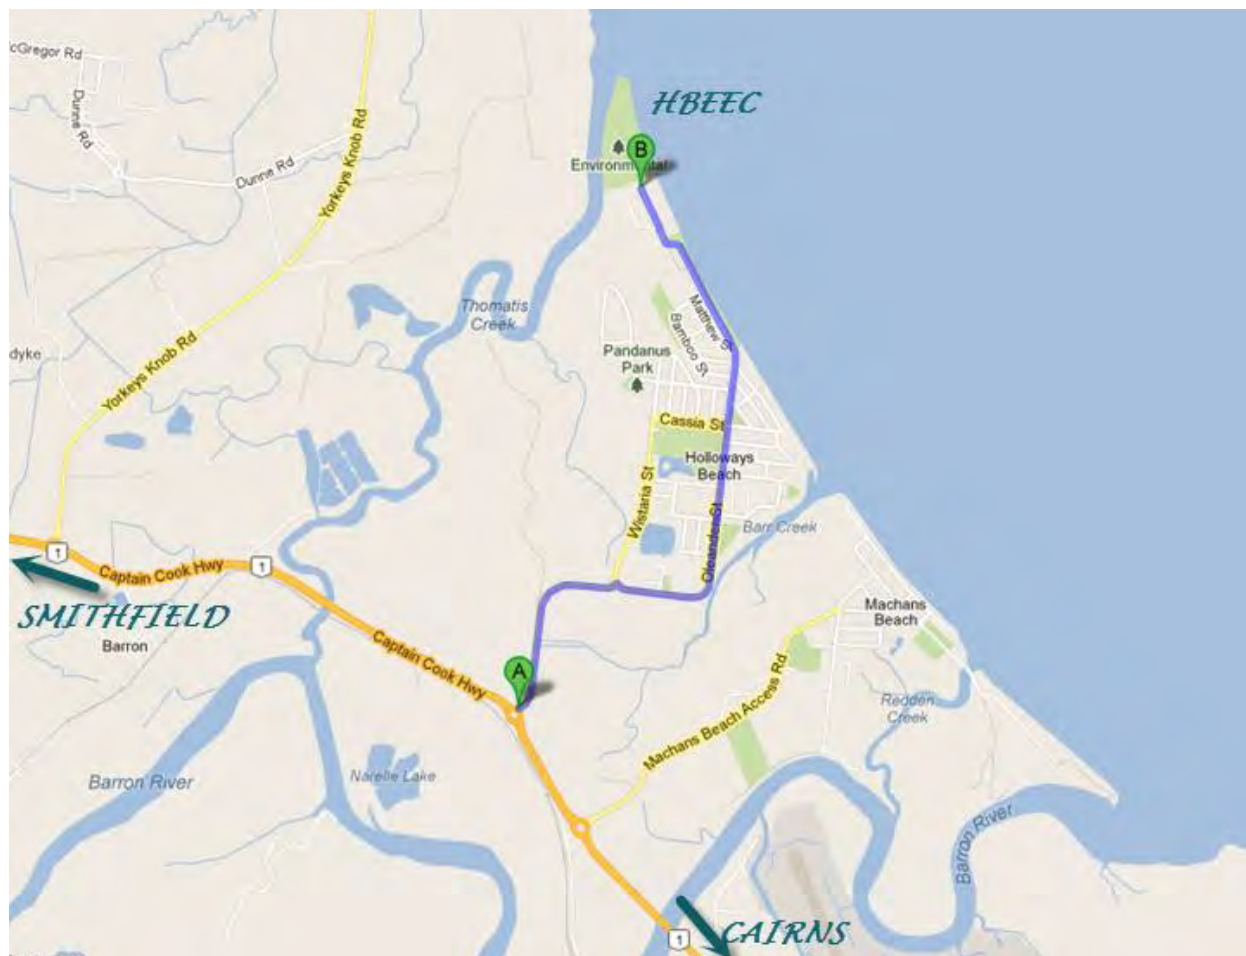 cGregor Rd
HBEEC
Dunne Rd
Yorkeys Knob Rd
B
Dunne Rd
Thomatis
Creek
Matthew St
Bamboo St
dyke
Pandanus
Park
Yorkeys Knob Rd
Cassia St
Holloways
Beach
Wistaria St
Oleander St
Barr Creek
1
1
Captain Cook Hwy
SMITHFIELD
Barron
Machans
Beach
Captain Cook Hwy
A
Machans Beach Access Rd
Redden
Creek
Barron River
Narelle Lake
Barron River
1
CAIRNS